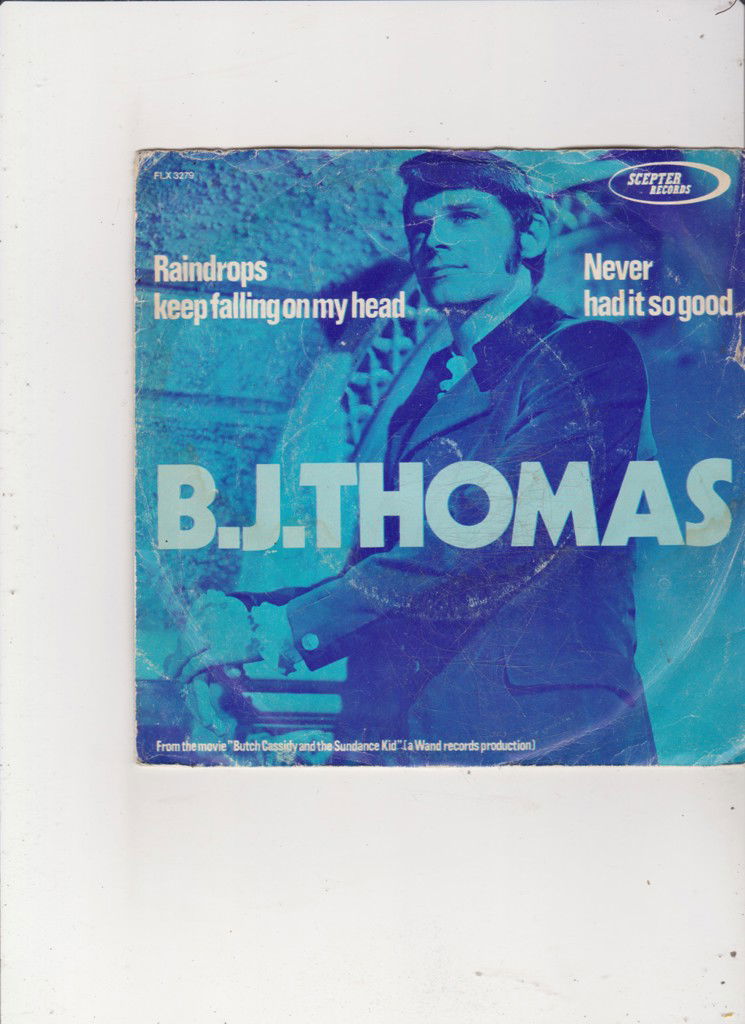 FLX 3279
SCEPTER
RECORDS
Raindrops
keep falling on my head
Never
had it so good
B.J.THOMAS
From the movie "Butch Cassidy and the Sundance Kid" (a Wand records production)